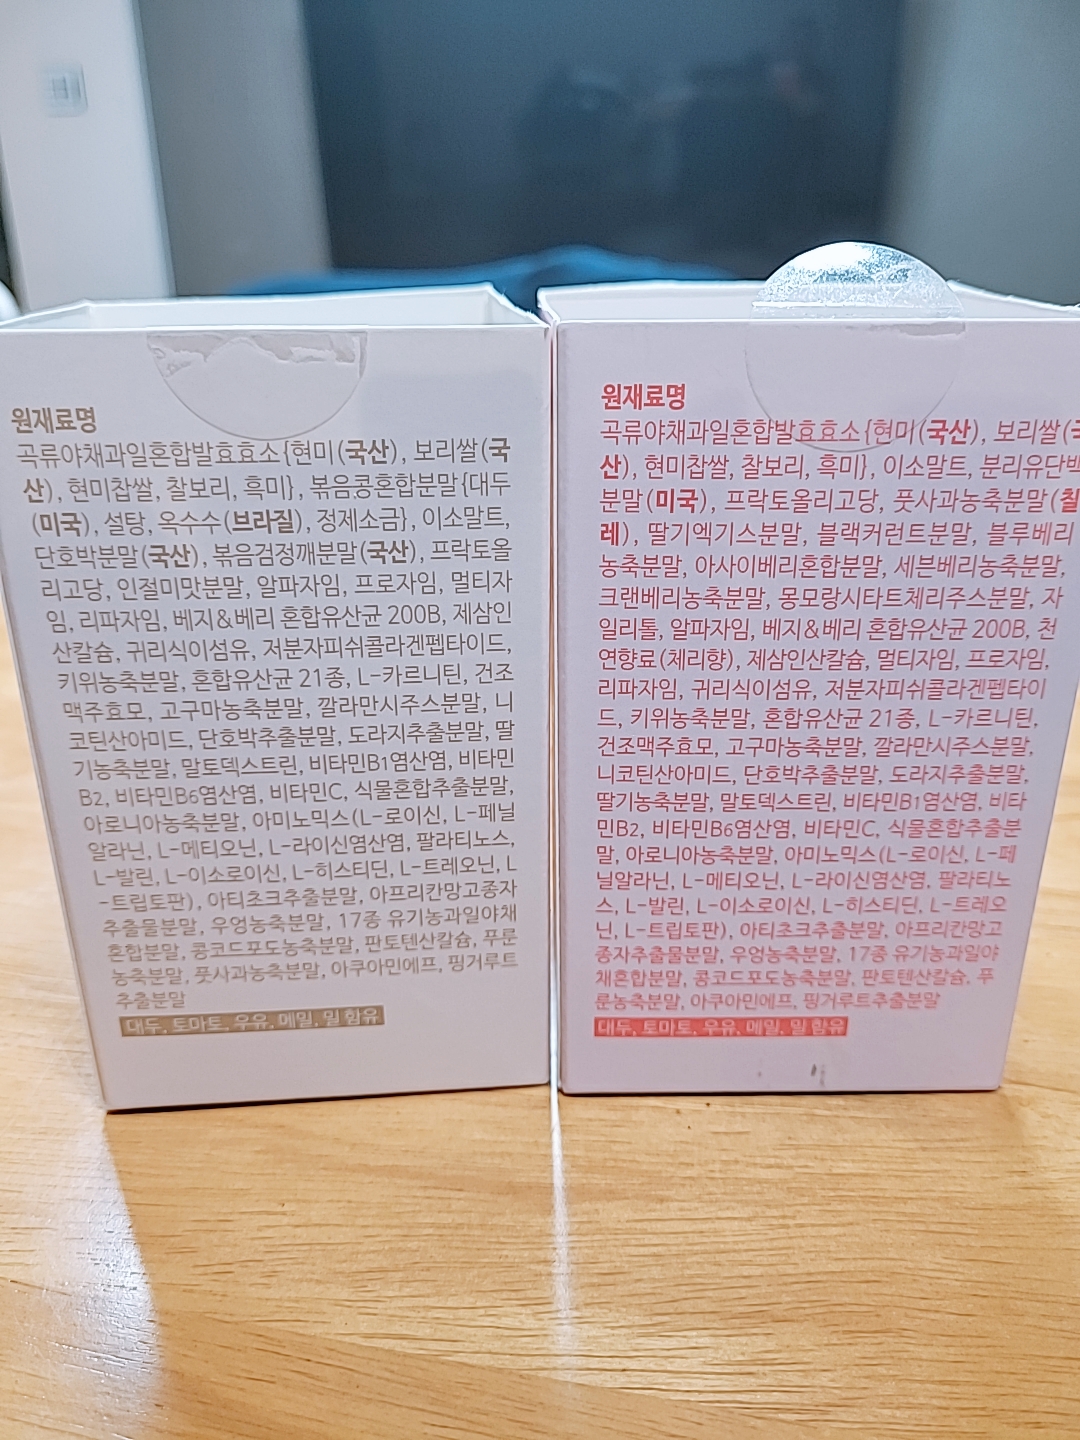 원재료명
곡류야채과일혼합발효효소{현미(국산), 보리쌀(국
산), 현미찹쌀, 찰보리, 흑미}, 볶음콩혼합분말{대두
(미국), 설탕, 옥수수(브라질), 정제소금}, 이소말트,
단호박분말(국산), 볶음검정깨분말(국산), 프락토올
리고당, 인절미맛분말, 알파자임, 프로자임, 멀티자
임, 리파자임, 베지&베리 혼합유산균 200B, 제삼인
산칼슘, 귀리식이섬유, 저분자피쉬콜라겐펩타이드,
키위농축분말, 혼합유산균 21종, L-카르니틴, 건조
맥주효모, 고구마농축분말, 깔라만시주스분말, 니
코틴산아미드, 단호박추출분말, 도라지추출분말, 딸
기농축분말, 말토덱스트린, 비타민B1염산염, 비타민
B2, 비타민B6염산염, 비타민C, 식물혼합추출분말,
아로니아농축분말, 아미노믹스(L-로이신, L-페닐
알라닌, L-메티오닌, L-라이신염산염, 팔라티노스,
L-발린, L-이소로이신, L-히스티딘, L-트레오닌, L
-트립토판), 아티초크추출분말, 아프리칸망고종자
추출물분말, 우엉농축분말, 17종 유기농과일야채
혼합분말, 콩코드포도농축분말, 판토텐산칼슘, 푸룬
농축분말, 풋사과농축분말, 아쿠아민에프, 핑거루트
추출분말
대두, 토마토, 우유, 메밀, 밀 함유
원재료명
곡류야채과일혼합발효효소{현미(국산), 보리쌀(국
산), 현미찹쌀, 찰보리, 흑미}, 이소말트, 분리유단백
분말(미국), 프락토올리고당, 풋사과농축분말(칠
레), 딸기엑기스분말, 블랙커런트분말, 블루베리
농축분말, 아사이베리혼합분말, 세븐베리농축분말,
크랜베리농축분말, 몽모랑시타트체리주스분말, 자
일리톨, 알파자임, 베지&베리 혼합유산균 200B, 천
연향료(체리향), 제삼인산칼슘, 멀티자임, 프로자임,
리파자임, 귀리식이섬유, 저분자피쉬콜라겐펩타이
드, 키위농축분말, 혼합유산균 21종, L-카르니틴,
건조맥주효모, 고구마농축분말, 깔라만시주스분말,
니코틴산아미드, 단호박추출분말, 도라지추출분말,
딸기농축분말, 말토덱스트린, 비타민B1염산염, 비타
민B2, 비타민B6염산염, 비타민C, 식물혼합추출분
말, 아로니아농축분말, 아미노믹스(L-로이신, L-페
닐알라닌, L-메티오닌, L-라이신염산염, 팔라티노
스, L-발린, L-이소로이신, L-히스티딘, L-트레오
닌, L-트립토판), 아티초크추출분말, 아프리칸망고
종자추출물분말, 우엉농축분말, 17종 유기농과일야
채혼합분말, 콩코드포도농축분말, 판토텐산칼슘, 푸
룬농축분말, 아쿠아민에프, 핑거루트추출분말
대두, 토마토, 우유, 메밀, 밀 함유